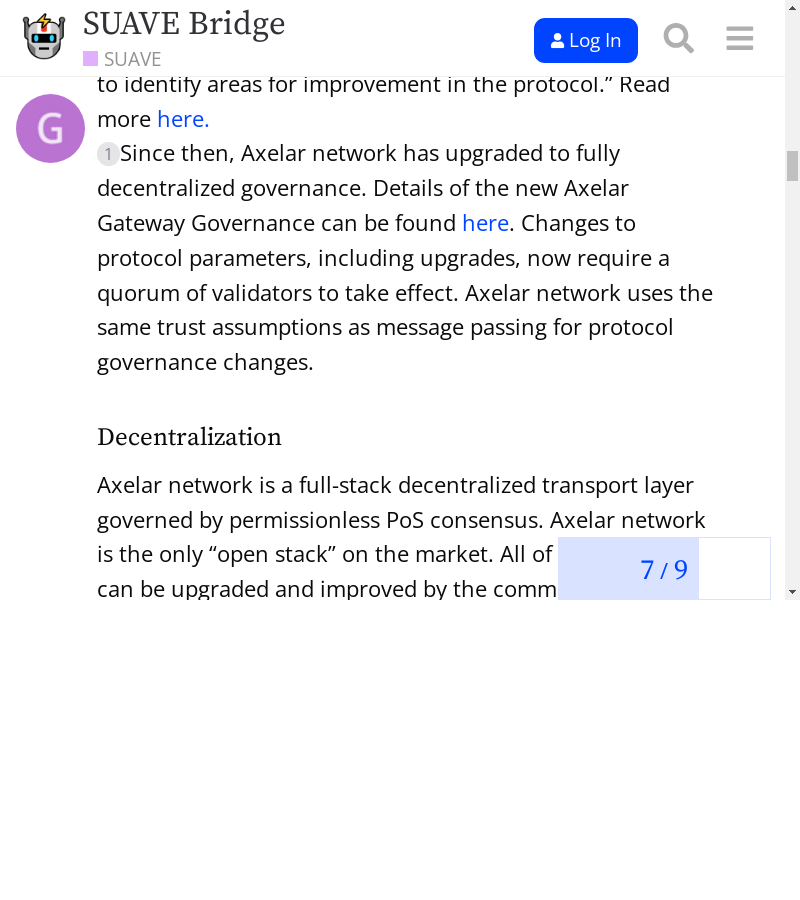 SUAVE Bridge
SUAVE
Log In
to identify areas for improvement in the protocol.” Read
more here.
G
1 Since then, Axelar network has upgraded to fully
decentralized governance. Details of the new Axelar
Gateway Governance can be found here. Changes to
protocol parameters, including upgrades, now require a
quorum of validators to take effect. Axelar network uses the
same trust assumptions as message passing for protocol
governance changes.
Decentralization
Axelar network is a full-stack decentralized transport layer
governed by permissionless PoS consensus. Axelar network
is the only “open stack” on the market. All of
7 / 9
can be upgraded and improved by the comm